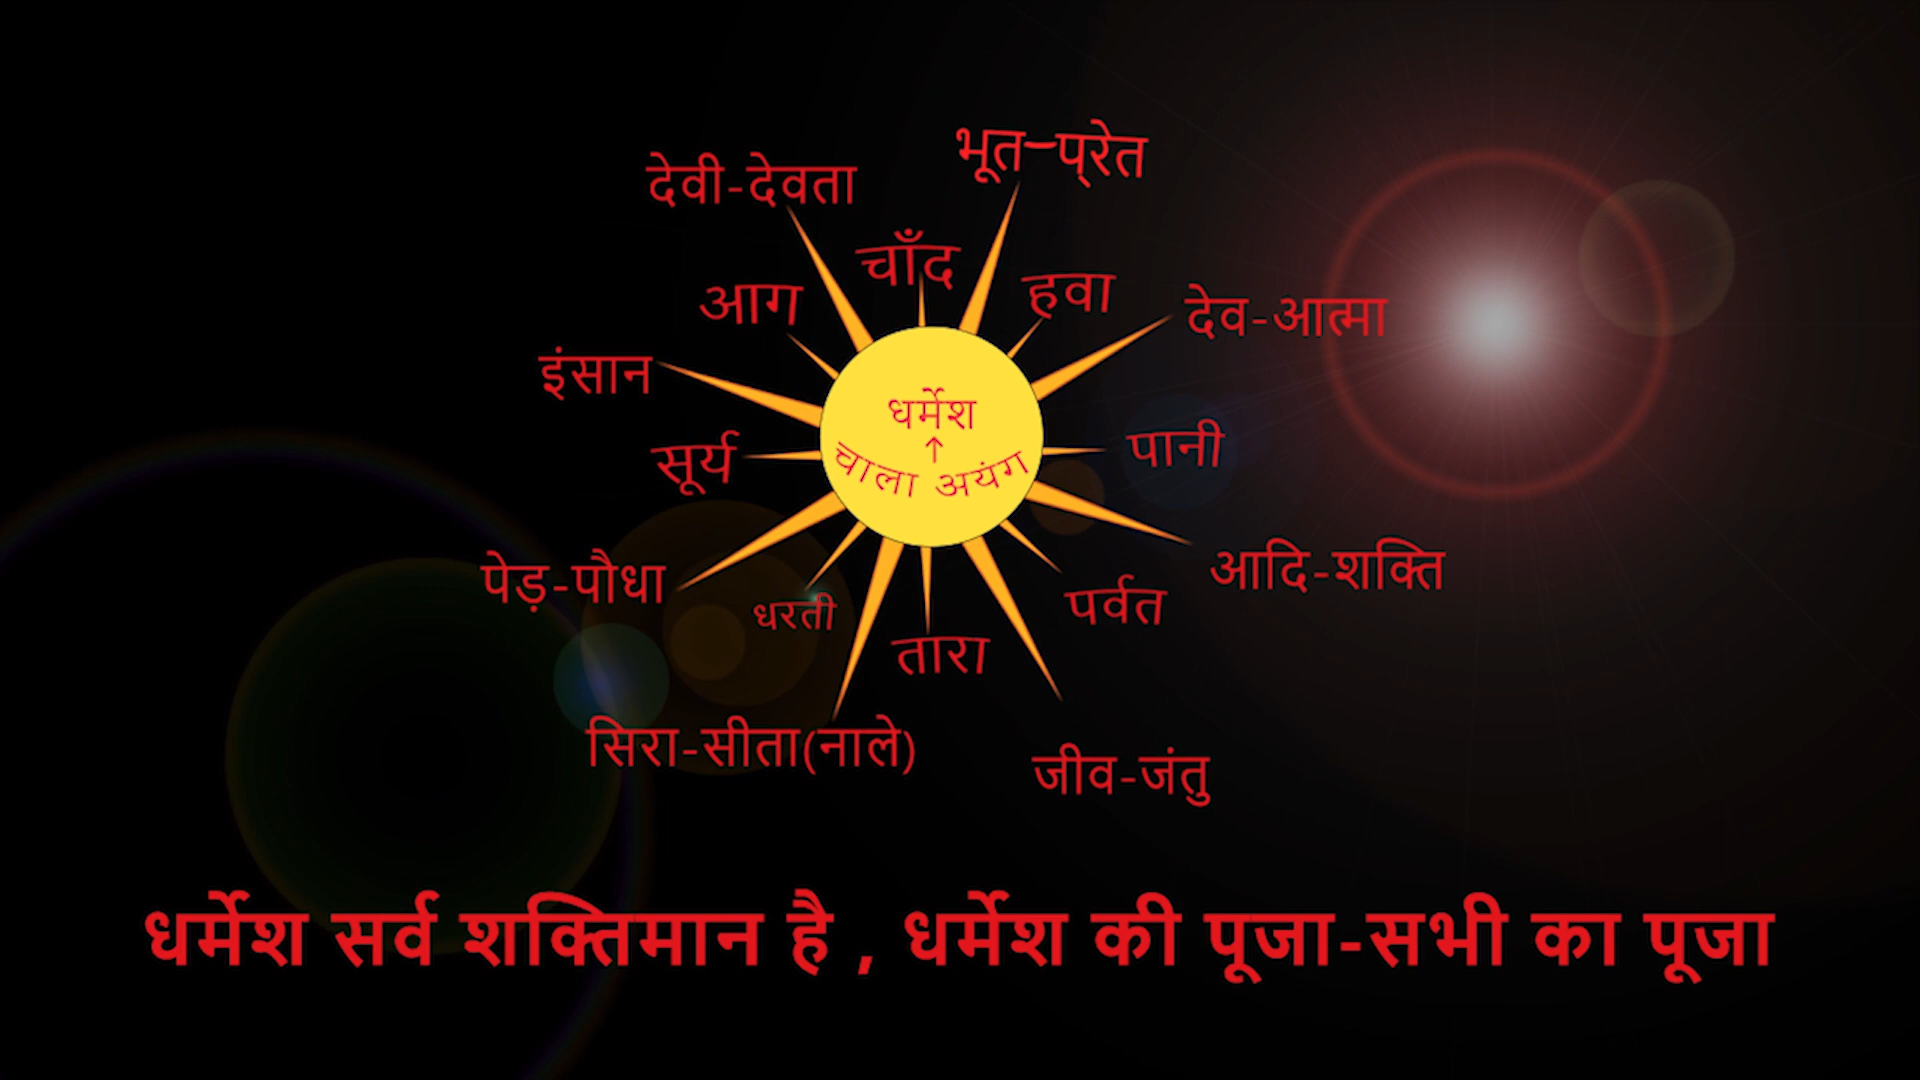 भूत-प्रेत
देवी-देवता
चाँद
हवा
आग
देव-आत्मा
इंसान
धर्मेश
↑
चाला अयंग
सूर्य
पानी
पेड़-पौधा
आदि-शक्ति
धरती
पर्वत
तारा
सिरा-सीता(नाले)
जीव-जंतु
धर्मेश सर्व शक्तिमान है , धर्मेश की पूजा-सभी का पूजा